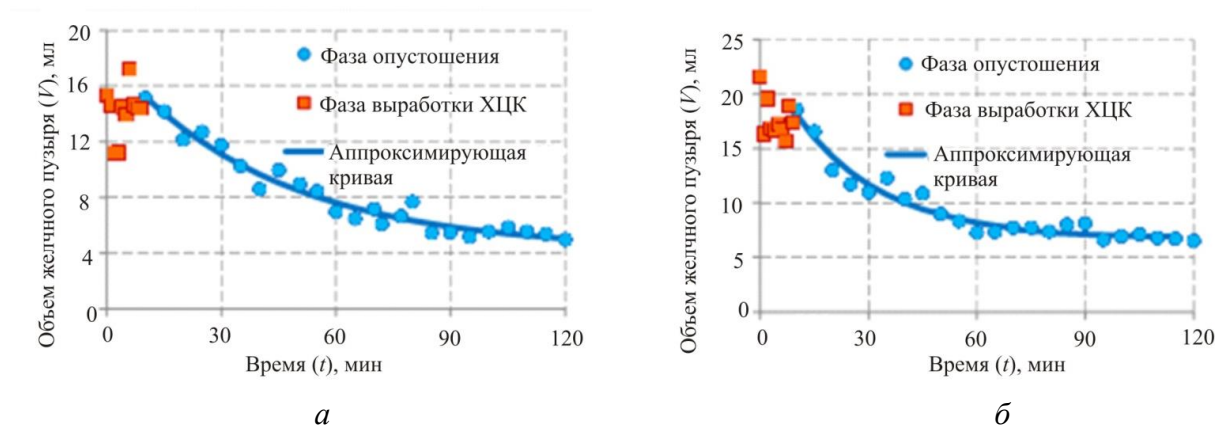 20
16
12
8
4
0
0
30
60
90
120
Объем желчного пузыря (V), мл
Время (t), мин
Фаза опустошения
Фаза выработки ХЦК
Аппроксимирующая
кривая
а
25
20
15
10
5
0
0
30
60
90
120
Объем желчного пузыря (V), мл
Время (t), мин
Фаза опустошения
Фаза выработки ХЦК
Аппроксимирующая
кривая
б